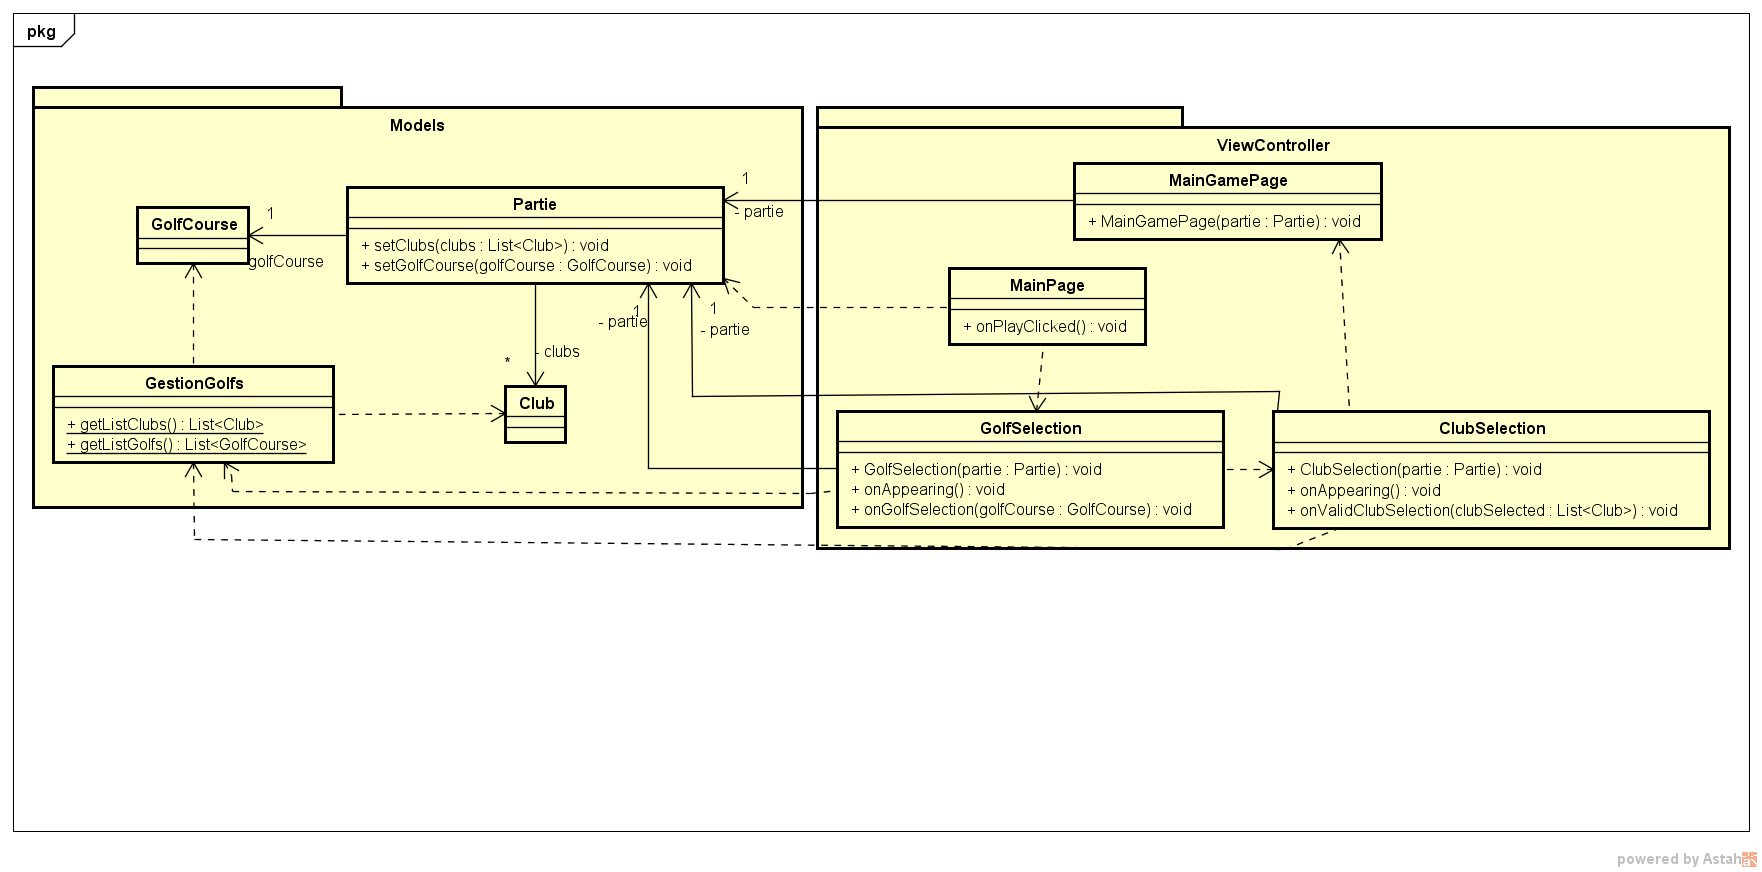 pkg
Models
GolfCourse
1
golfCourse
Partie
+ setClubs(clubs : List<Club>) : void
+ setGolfCourse(golfCourse : GolfCourse) : void
1
- partie
1
- partie
1
- partie
*
- clubs
Club
GestionGolfs
+ getListClubs() : List<Club>
+ getListGolfs() : List<GolfCourse>
ViewController
MainGamePage
+ MainGamePage(partie : Partie) : void
MainPage
+ onPlayClicked() : void
GolfSelection
+ GolfSelection(partie : Partie) : void
+ onAppearing() : void
+ onGolfSelection(golfCourse : GolfCourse) : void
ClubSelection
+ ClubSelection(partie : Partie) : void
+ onAppearing() : void
+ onValidClubSelection(clubSelected : List<Club>) : void
powered by Astah